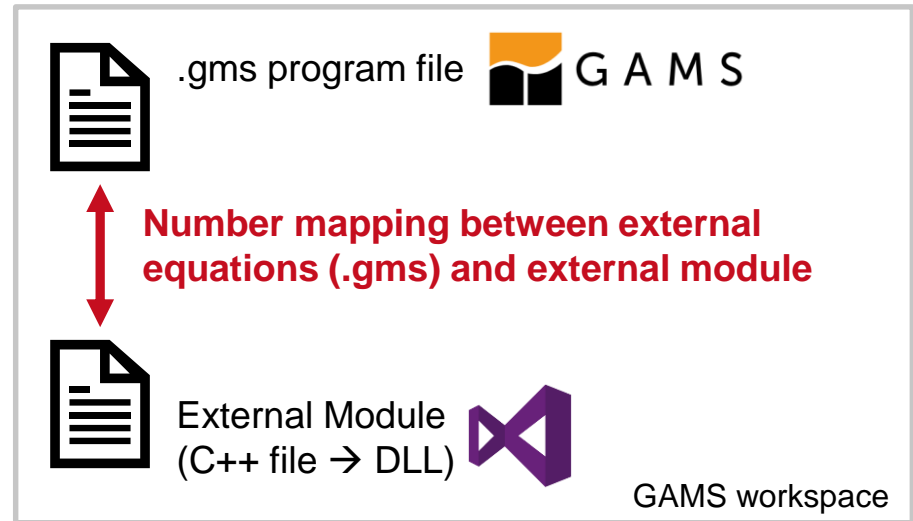 .gms program file
GAMS
Number mapping between external
equations (.gms) and external module
External Module
(C++ file → DLL)
GAMS workspace